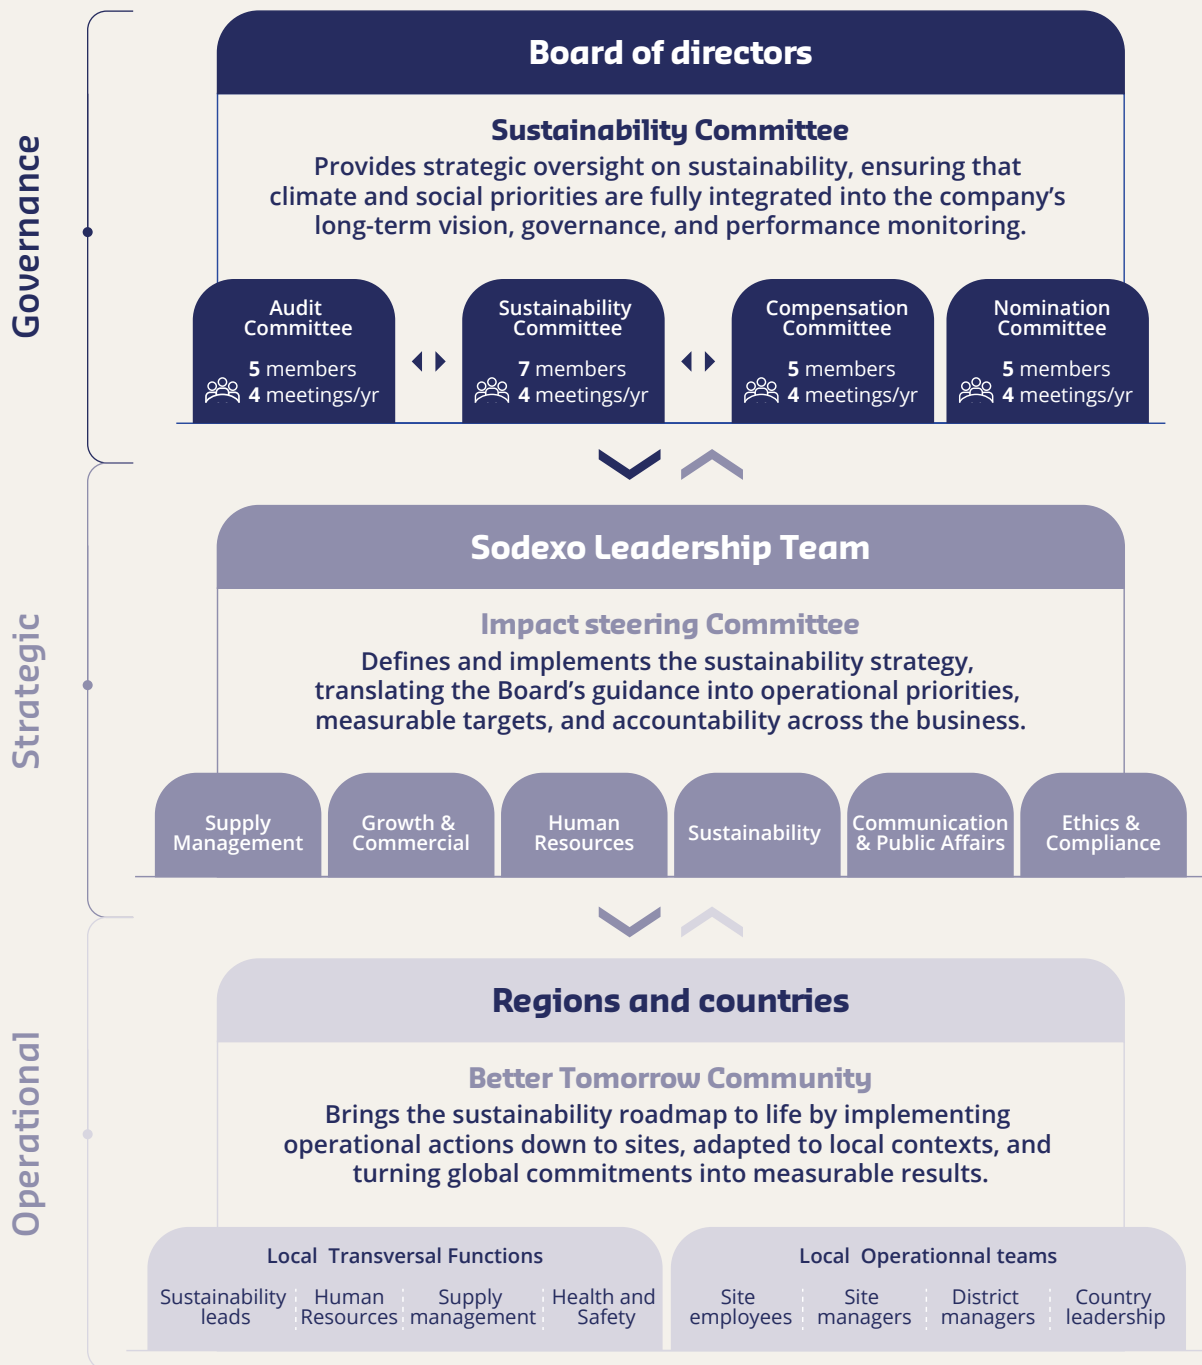 Governance
Board of directors
Sustainability Committee
Provides strategic oversight on sustainability, ensuring that
climate and social priorities are fully integrated into the company’s
long-term vision, governance, and performance monitoring.
Audit
Committee
5 members
4 meetings/yr
Sustainability
Committee
7 members
4 meetings/yr
Compensation
Committee
5 members
4 meetings/yr
Nomination
Committee
5 members
4 meetings/yr
Strategic
Sodexo Leadership Team
Impact steering Committee
Defines and implements the sustainability strategy,
translating the Board’s guidance into operational priorities,
measurable targets, and accountability across the business.
Supply
Management
Growth &
Commercial
Human
Resources
Sustainability
Communication
& Public Affairs
Ethics &
Compliance
Operational
Regions and countries
Better Tomorrow Community
Brings the sustainability roadmap to life by implementing
operational actions down to sites, adapted to local contexts, and
turning global commitments into measurable results.
Local Transversal Functions
Sustainability
leads
Human
Resources
Supply
management
Health and
Safety
Local Operationnal teams
Site
employees
Site
managers
District
managers
Country
leadership